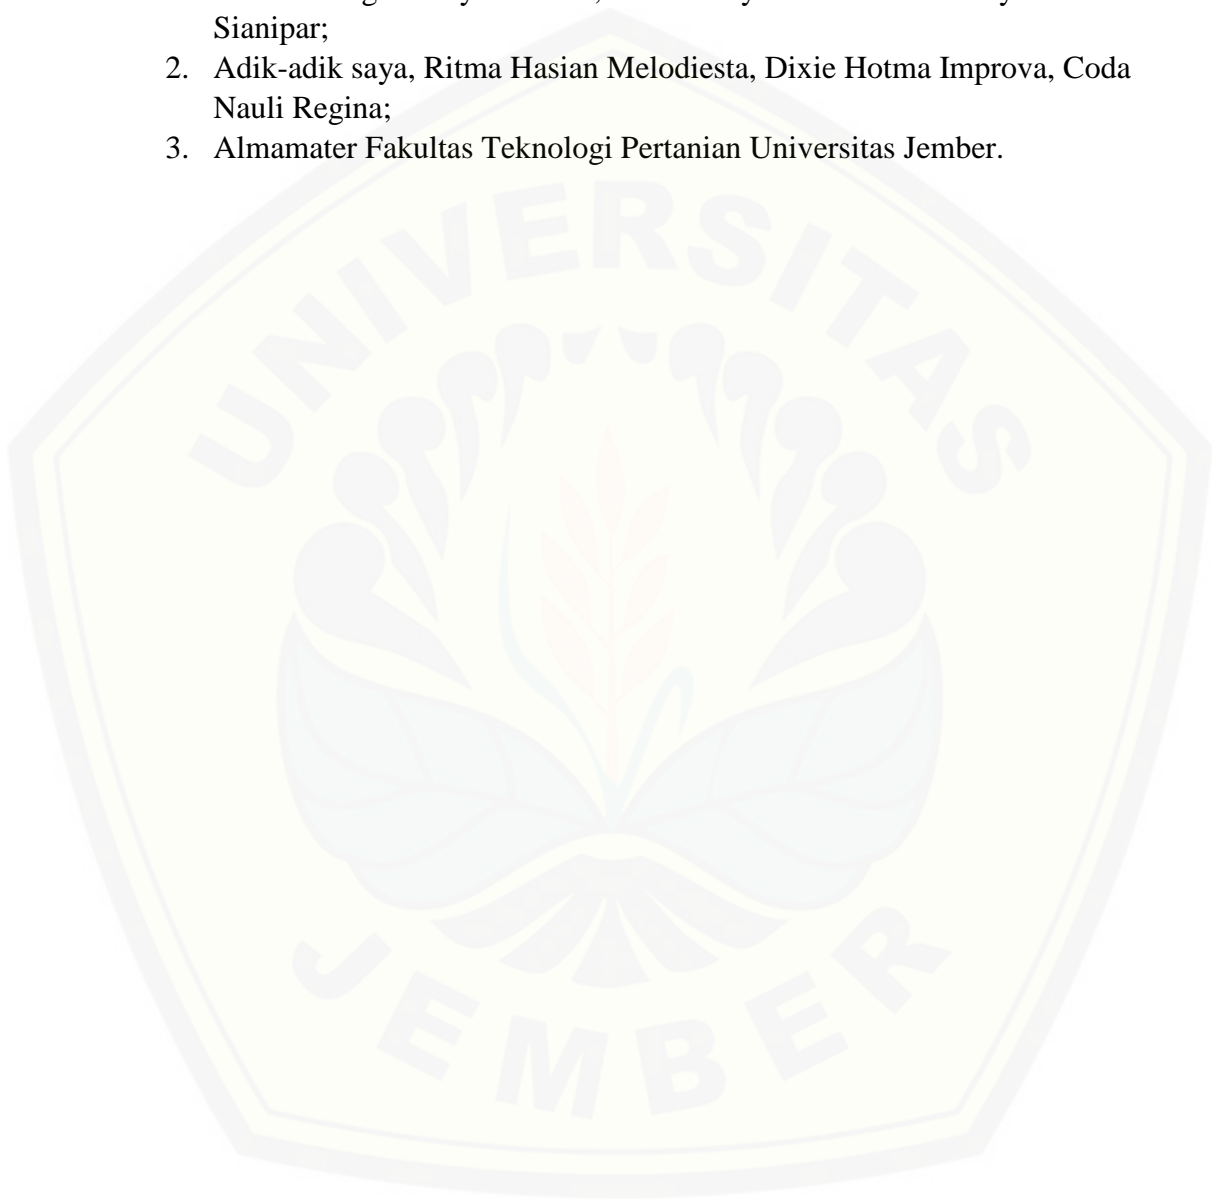 Sianipar;
2. Adik-adik saya, Ritma Hasian Melodiesta, Dixie Hotma Improva, Coda
Nauli Regina;
3. Almamater Fakultas Teknologi Pertanian Universitas Jember.
UNIVERSITAS
JEMBER